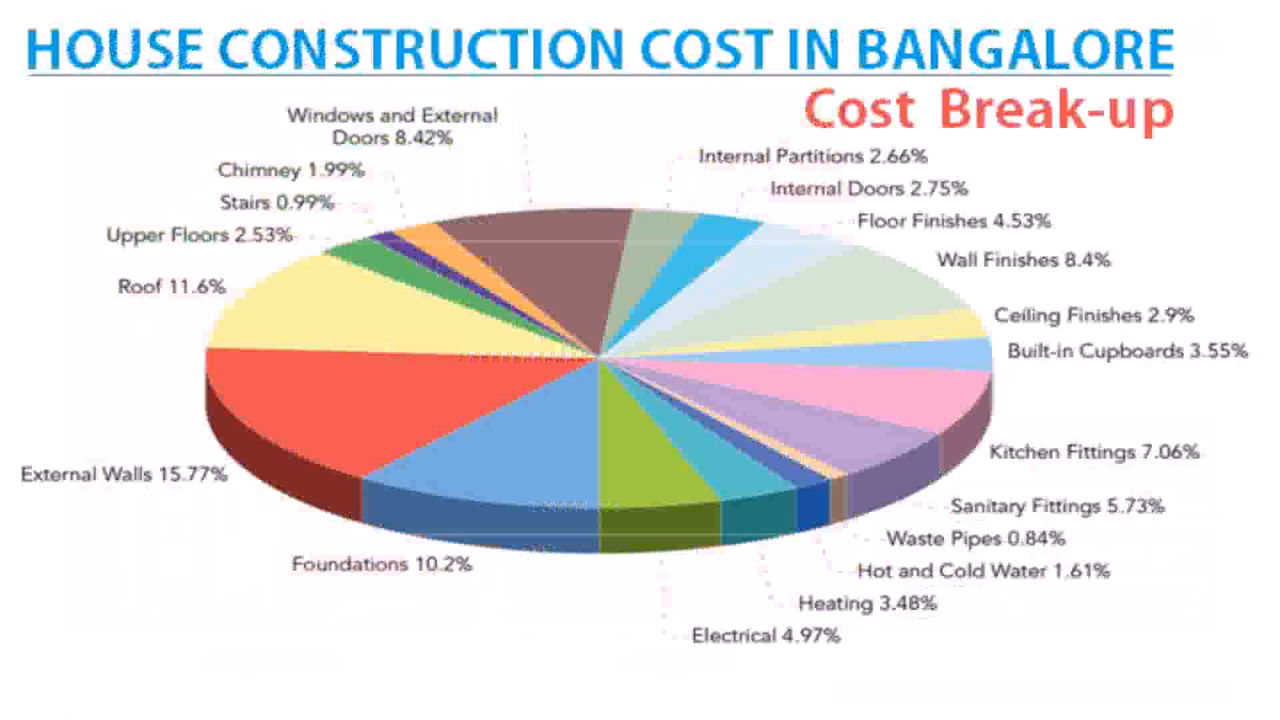 HOUSE CONSTRUCTION COST IN BANGALORE
Cost Break-up
Windows and External
Doors 8.42%
Chimney 1.99%
Stairs 0.99%
Upper Floors 2.53%
Roof 11.6%
External Walls 15.77%
Foundations 10.2%
Internal Partitions 2.66%
Internal Doors 2.75%
Floor Finishes 4.53%
Wall Finishes 8.4%
Ceiling Finishes 2.9%
Built-in Cupboards 3.55%
Kitchen Fittings 7.06%
Sanitary Fittings 5.73%
Waste Pipes 0.84%
Hot and Cold Water 1.61%
Heating 3.48%
Electrical 4.97%